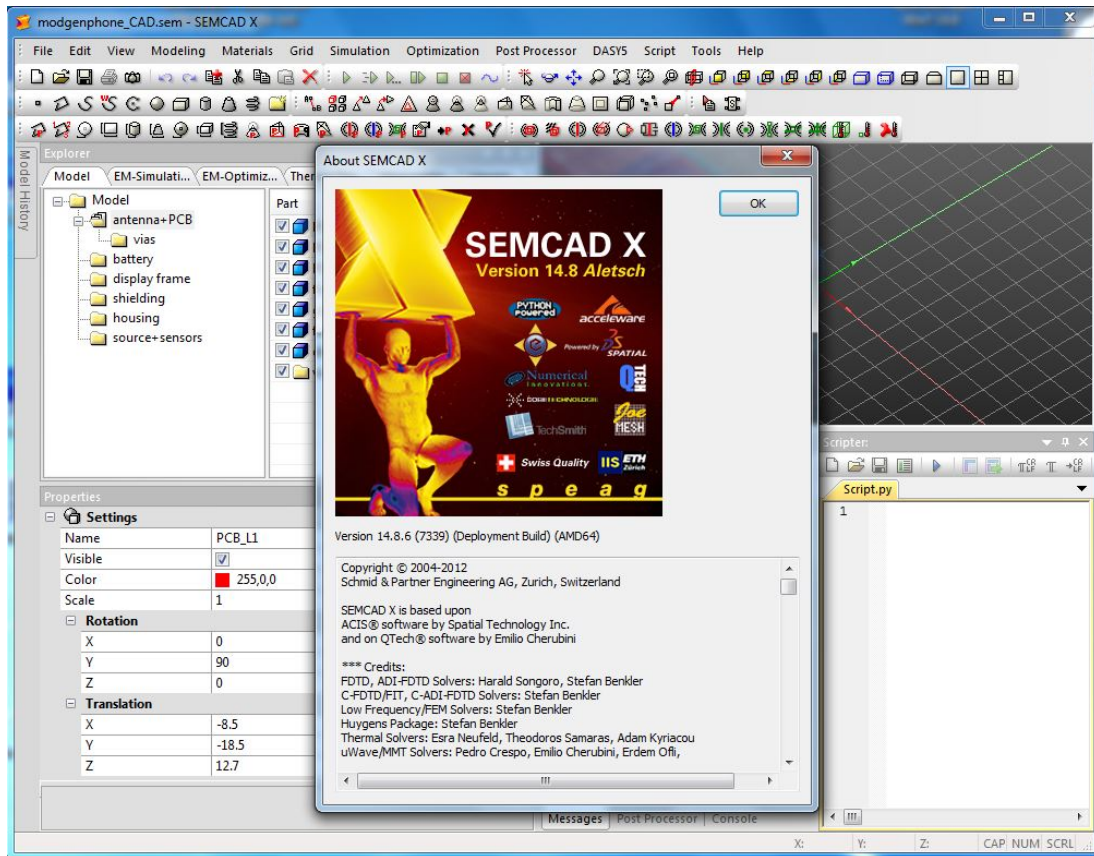 modgenphone_CAD.sem - SEMCAD X
File Edit View Modeling Materials Grid Simulation Optimization Post Processor DASY5 Script Tools Help
Model History
Explorer
Model EM-Simulati... EM-Optimiz... Ther
Model
antenna+PCB
vias
battery
display frame
shielding
housing
source+sensors
Part
Properties
Settings
Name PCB_L1
Visible
Color 255,0,0
Scale 1
Rotation
X 0
Y 90
Z 0
Translation
X -8.5
Y -18.5
Z 12.7
About SEMCAD X
OK
SEMCAD X
Version 14.8 Aletsch
PYTHON Powered
acceleware
Powered by SPATIAL
Numerical Innovations
QTECH
TechSmith
Joe MESH
Swiss Quality
IIS ETH Zürich
speag
Version 14.8.6 (7339) (Deployment Build) (AMD64)
Copyright © 2004-2012
Schmid & Partner Engineering AG, Zurich, Switzerland
SEMCAD X is based upon
ACIS® software by Spatial Technology Inc.
and on QTech® software by Emilio Cherubini
*** Credits:
FDTD, ADI-FDTD Solvers: Harald Songoro, Stefan Benkler
C-FDTD/FIT, C-ADI-FDTD Solvers: Stefan Benkler
Low Frequency/FEM Solvers: Stefan Benkler
Huygens Package: Stefan Benkler
Thermal Solvers: Esra Neufeld, Theodoros Samaras, Adam Kyriacou
uWave/MMT Solvers: Pedro Crespo, Emilio Cherubini, Erdem Ofli,
Scripter:
Script.py
1
Messages Post Processor Console
X: Y: Z: CAP NUM SCRL